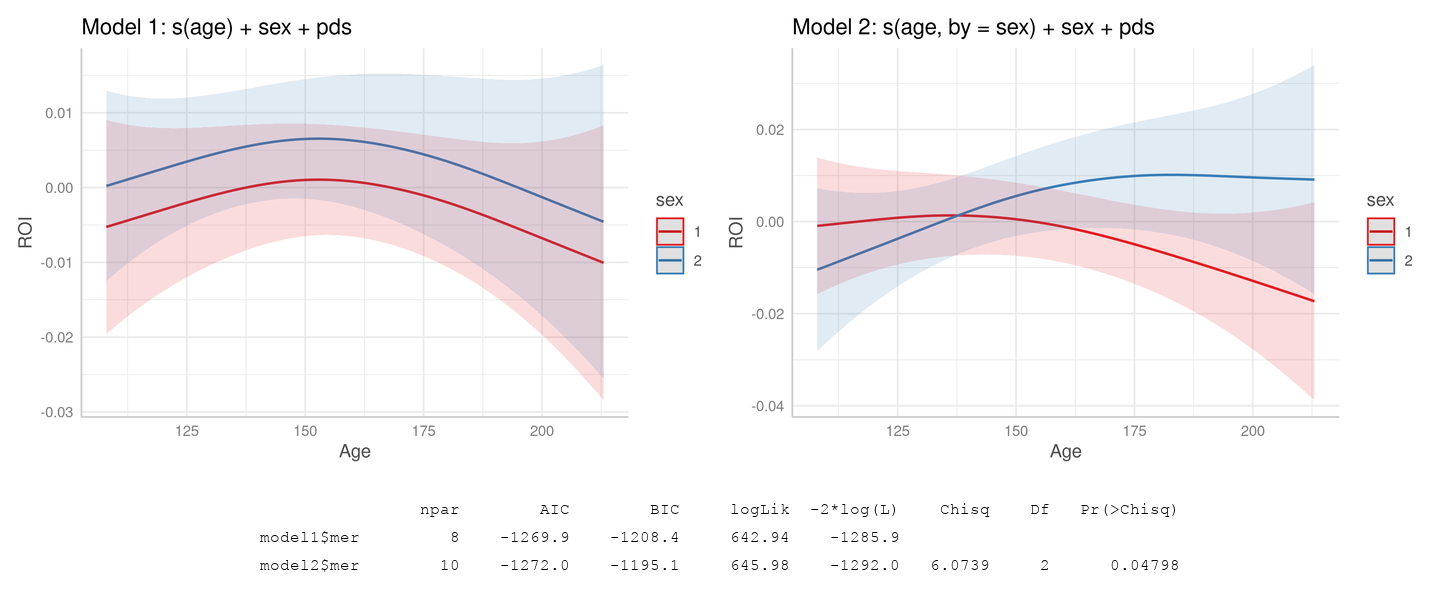 Model 1: s(age) + sex + pds
0.01
0.00
-0.01
-0.02
-0.03
ROI
125 150 175 200
Age
sex
1
2
Model 2: s(age, by = sex) + sex + pds
0.02
0.00
-0.02
-0.04
ROI
125 150 175 200
Age
sex
1
2
npar AIC BIC logLik -2*log(L) Chisq Df Pr(>Chisq)
model1$mer 8 -1269.9 -1208.4 642.94 -1285.9
model2$mer 10 -1272.0 -1195.1 645.98 -1292.0 6.0739 2 0.04798